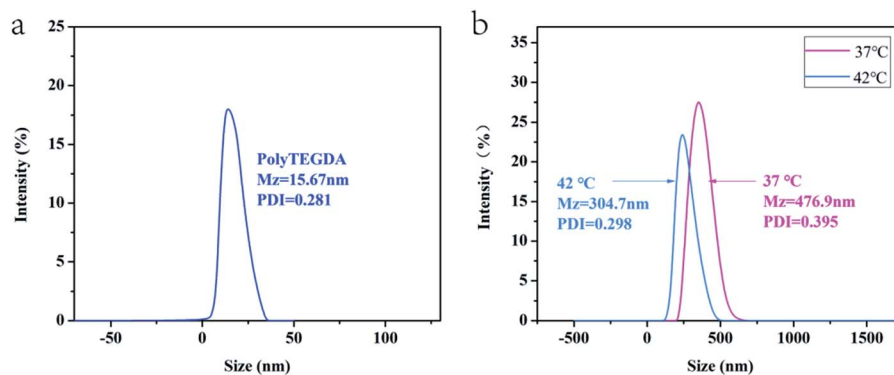 a
25
20
15
10
5
0
Intensity (%)
PolyTEGDA
Mz=15.67nm
PDI=0.281
-50
0
50
100
Size (nm)
b
35
30
25
20
15
10
5
0
Intensity（%）
37℃
42℃
42 ℃
Mz=304.7nm
PDI=0.298
37 ℃
Mz=476.9nm
PDI=0.395
-500
0
500
1000
1500
Size (nm)